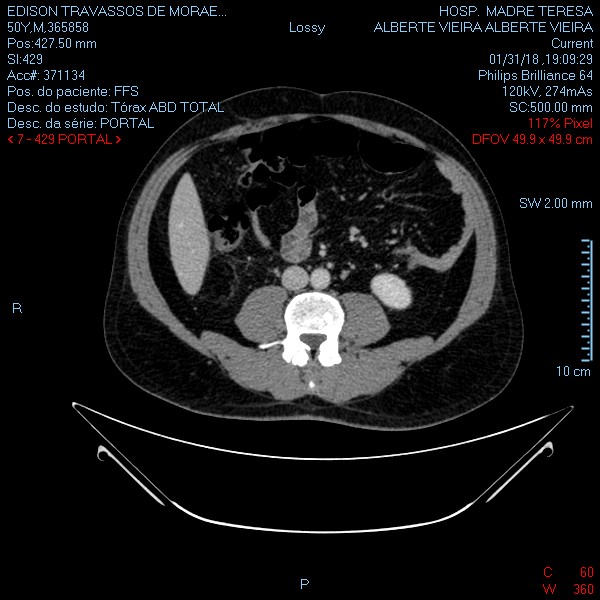 EDISON TRAVASSOS DE MORAE...
50Y,M,365858
Pos:427.50 mm
SI:429
Acc#: 371134
Pos. do paciente: FFS
Desc. do estudo: Tórax ABD TOTAL
Desc. da série: PORTAL
< 7 - 429 PORTAL >
Lossy
HOSP. MADRE TERESA
ALBERTE VIEIRA ALBERTE VIEIRA
Current
01/31/18 ,19:09:29
Philips Brilliance 64
120kV, 274mAs
SC:500.00 mm
117% Pixel
DFOV 49.9 x 49.9 cm
SW 2.00 mm
R
10 cm
P
C 60
W 360